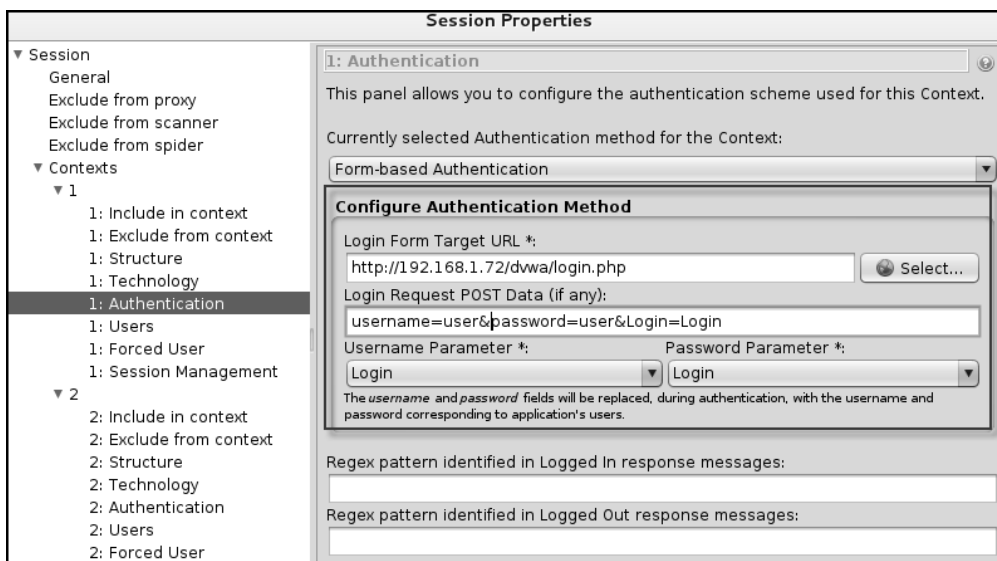 Session Properties
Session
General
Exclude from proxy
Exclude from scanner
Exclude from spider
Contexts
1
1: Include in context
1: Exclude from context
1: Structure
1: Technology
1: Authentication
1: Users
1: Forced User
1: Session Management
2
2: Include in context
2: Exclude from context
2: Structure
2: Technology
2: Authentication
2: Users
2: Forced User
1: Authentication
This panel allows you to configure the authentication scheme used for this Context.
Currently selected Authentication method for the Context:
Form-based Authentication
Configure Authentication Method
Login Form Target URL *:
http://192.168.1.72/dvwa/login.php
Select...
Login Request POST Data (if any):
username=user&password=user&Login=Login
Username Parameter *: Password Parameter *:
Login Login
The username and password fields will be replaced, during authentication, with the username and
password corresponding to application's users.
Regex pattern identified in Logged In response messages:
Regex pattern identified in Logged Out response messages: